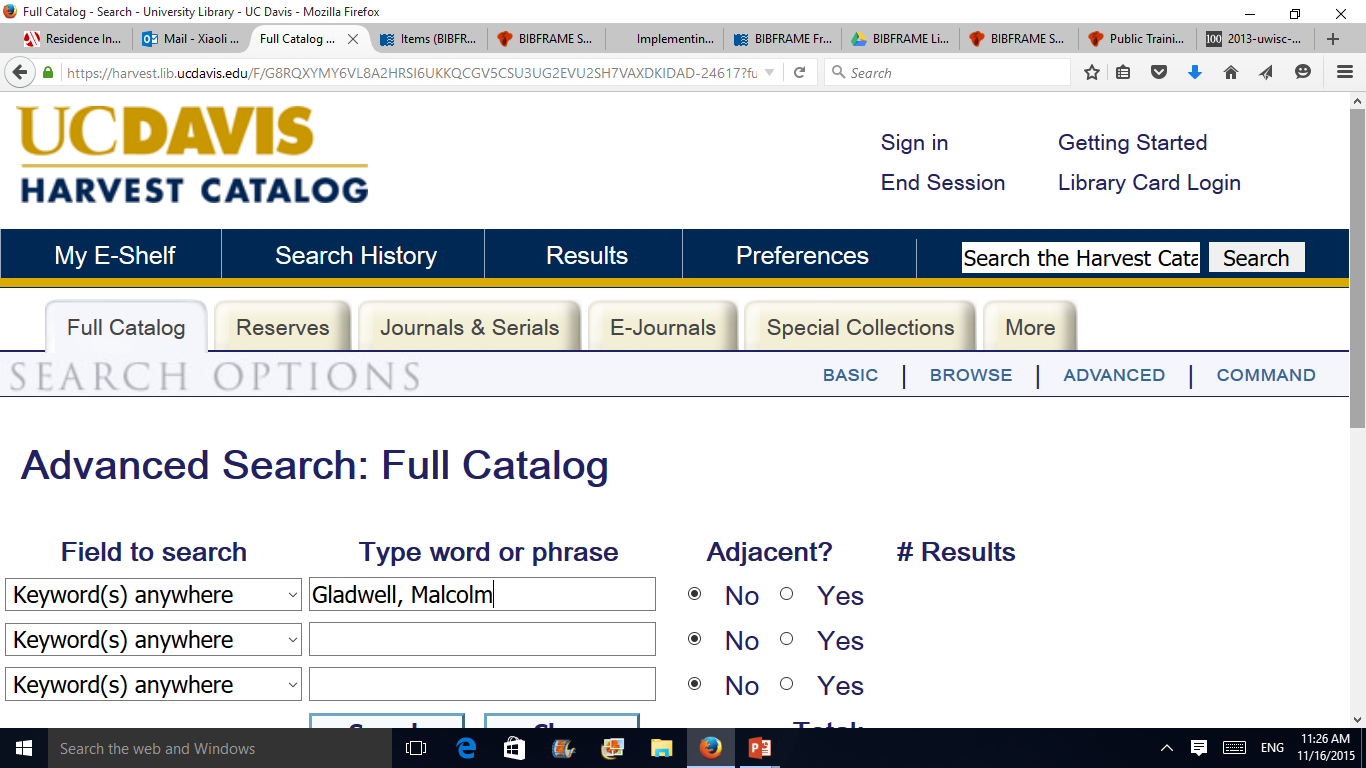 Full Catalog - Search - University Library - UC Davis - Mozilla Firefox
Residence In... Mail - Xiaoli ... Full Catalog ... Items (BIBFR... BIBFRAME S... Implementin... BIBFRAME Fr... BIBFRAME Li... BIBFRAME S... Public Traini... 100 2013-uwisc-...
https://harvest.lib.ucdavis.edu/F/G8RQXYMY6VL8A2HRSI6UKKQCGV5CSU3UG2EVU2SH7VAXDKIDAD-24617?fu Search
UCDAVIS
HARVEST CATALOG
Sign in Getting Started
End Session Library Card Login
My E-Shelf Search History Results Preferences Search the Harvest Cata Search
Full Catalog Reserves Journals & Serials E-Journals Special Collections More
SEARCH OPTIONS BASIC | BROWSE | ADVANCED | COMMAND
Advanced Search: Full Catalog
Field to search Type word or phrase Adjacent? # Results
Keyword(s) anywhere Gladwell, Malcolm No Yes
Keyword(s) anywhere No Yes
Keyword(s) anywhere No Yes
Search the web and Windows ENG 11:26 AM
11/16/2015